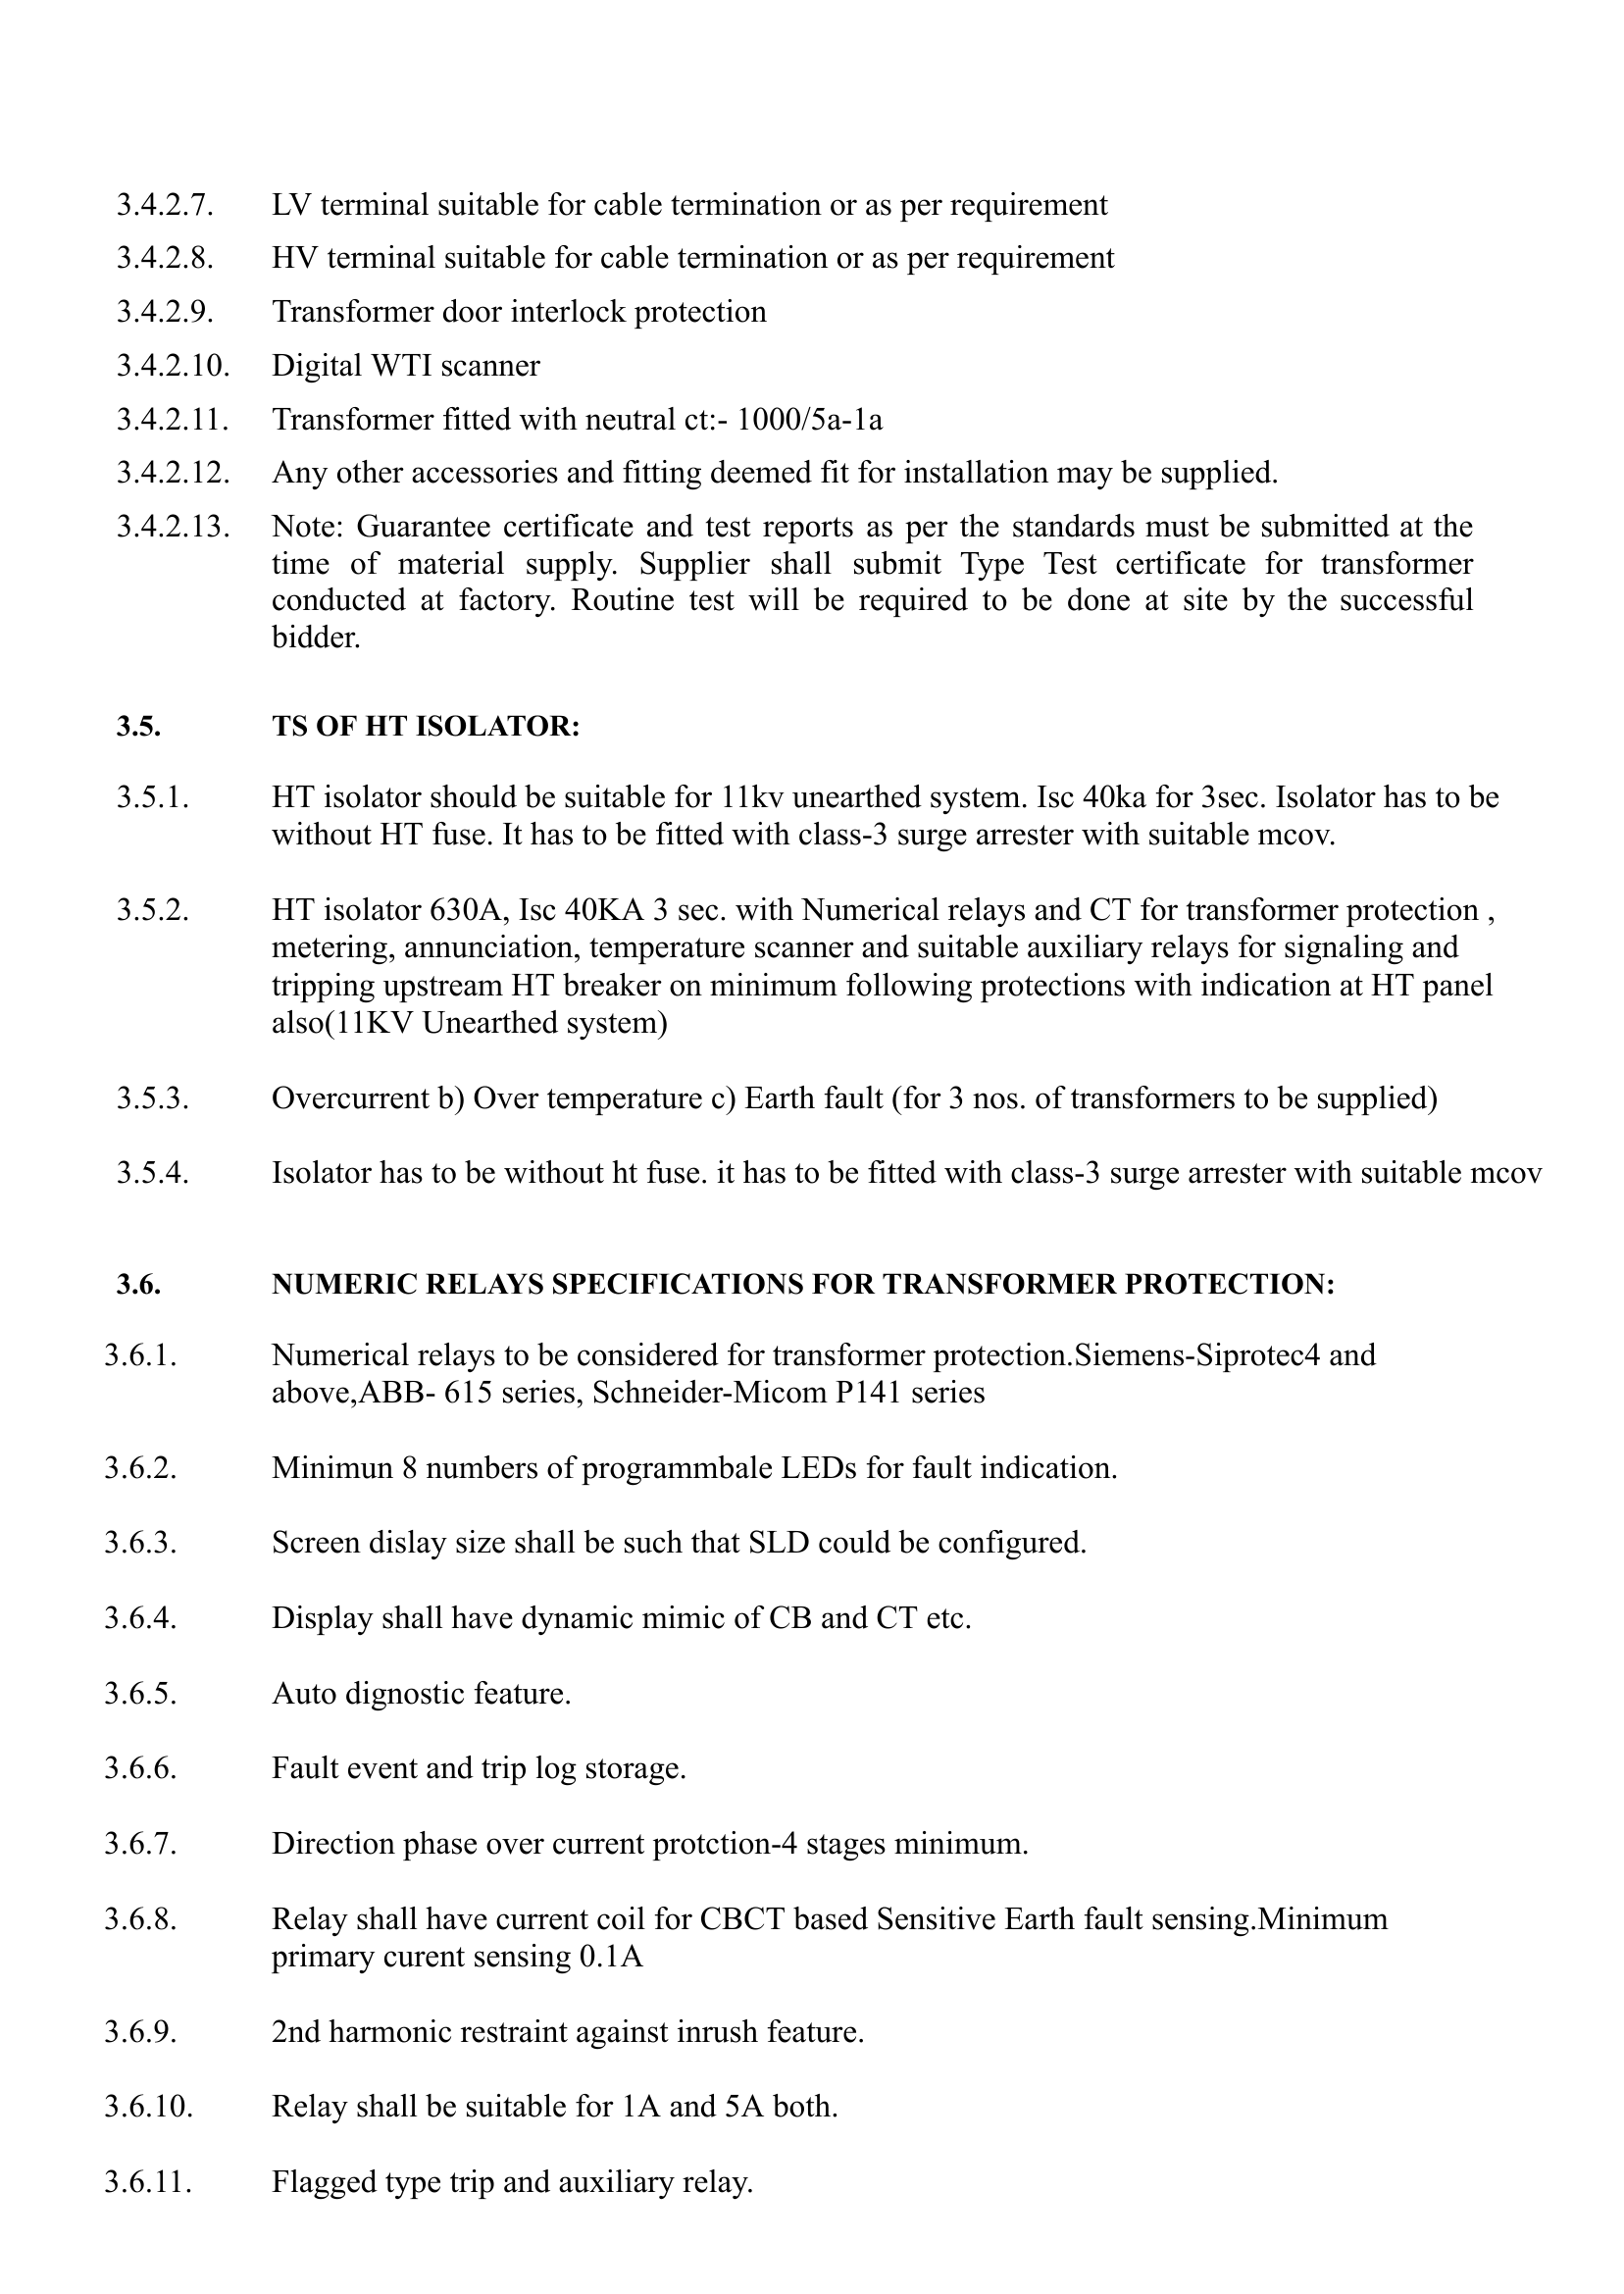 3.4.2.7. LV terminal suitable for cable termination or as per requirement
3.4.2.8. HV terminal suitable for cable termination or as per requirement
3.4.2.9. Transformer door interlock protection
3.4.2.10. Digital WTI scanner
3.4.2.11. Transformer fitted with neutral ct:- 1000/5a-1a
3.4.2.12. Any other accessories and fitting deemed fit for installation may be supplied.
3.4.2.13. Note: Guarantee certificate and test reports as per the standards must be submitted at the
time of material supply. Supplier shall submit Type Test certificate for transformer
conducted at factory. Routine test will be required to be done at site by the successful
bidder.
3.5. TS OF HT ISOLATOR:
3.5.1. HT isolator should be suitable for 11kv unearthed system. Isc 40ka for 3sec. Isolator has to be
without HT fuse. It has to be fitted with class-3 surge arrester with suitable mcov.
3.5.2. HT isolator 630A, Isc 40KA 3 sec. with Numerical relays and CT for transformer protection ,
metering, annunciation, temperature scanner and suitable auxiliary relays for signaling and
tripping upstream HT breaker on minimum following protections with indication at HT panel
also(11KV Unearthed system)
3.5.3. Overcurrent b) Over temperature c) Earth fault (for 3 nos. of transformers to be supplied)
3.5.4. Isolator has to be without ht fuse. it has to be fitted with class-3 surge arrester with suitable mcov
3.6. NUMERIC RELAYS SPECIFICATIONS FOR TRANSFORMER PROTECTION:
3.6.1. Numerical relays to be considered for transformer protection.Siemens-Siprotec4 and
above,ABB- 615 series, Schneider-Micom P141 series
3.6.2. Minimun 8 numbers of programmbale LEDs for fault indication.
3.6.3. Screen dislay size shall be such that SLD could be configured.
3.6.4. Display shall have dynamic mimic of CB and CT etc.
3.6.5. Auto dignostic feature.
3.6.6. Fault event and trip log storage.
3.6.7. Direction phase over current protction-4 stages minimum.
3.6.8. Relay shall have current coil for CBCT based Sensitive Earth fault sensing.Minimum
primary curent sensing 0.1A
3.6.9. 2nd harmonic restraint against inrush feature.
3.6.10. Relay shall be suitable for 1A and 5A both.
3.6.11. Flagged type trip and auxiliary relay.